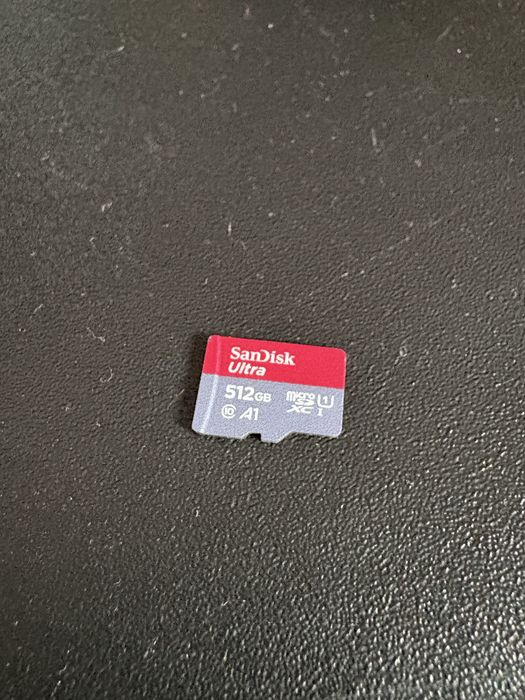 SanDisk
Ultra
512GB
micro SD XC U1 I
10 A1